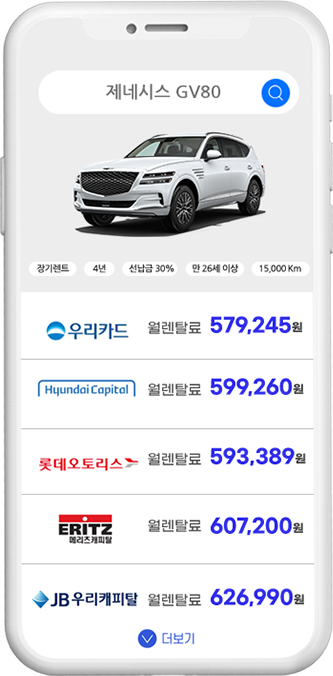 제네시스 GV80
장기렌트 4년 선납금 30% 만 26세 이상 15,000 Km
우리카드 월렌탈료 579,245원
Hyundai Capital 월렌탈료 599,260원
롯데오토리스 월렌탈료 593,389원
ERITZ 메리츠캐피탈 월렌탈료 607,200원
JB우리캐피탈 월렌탈료 626,990원
더보기